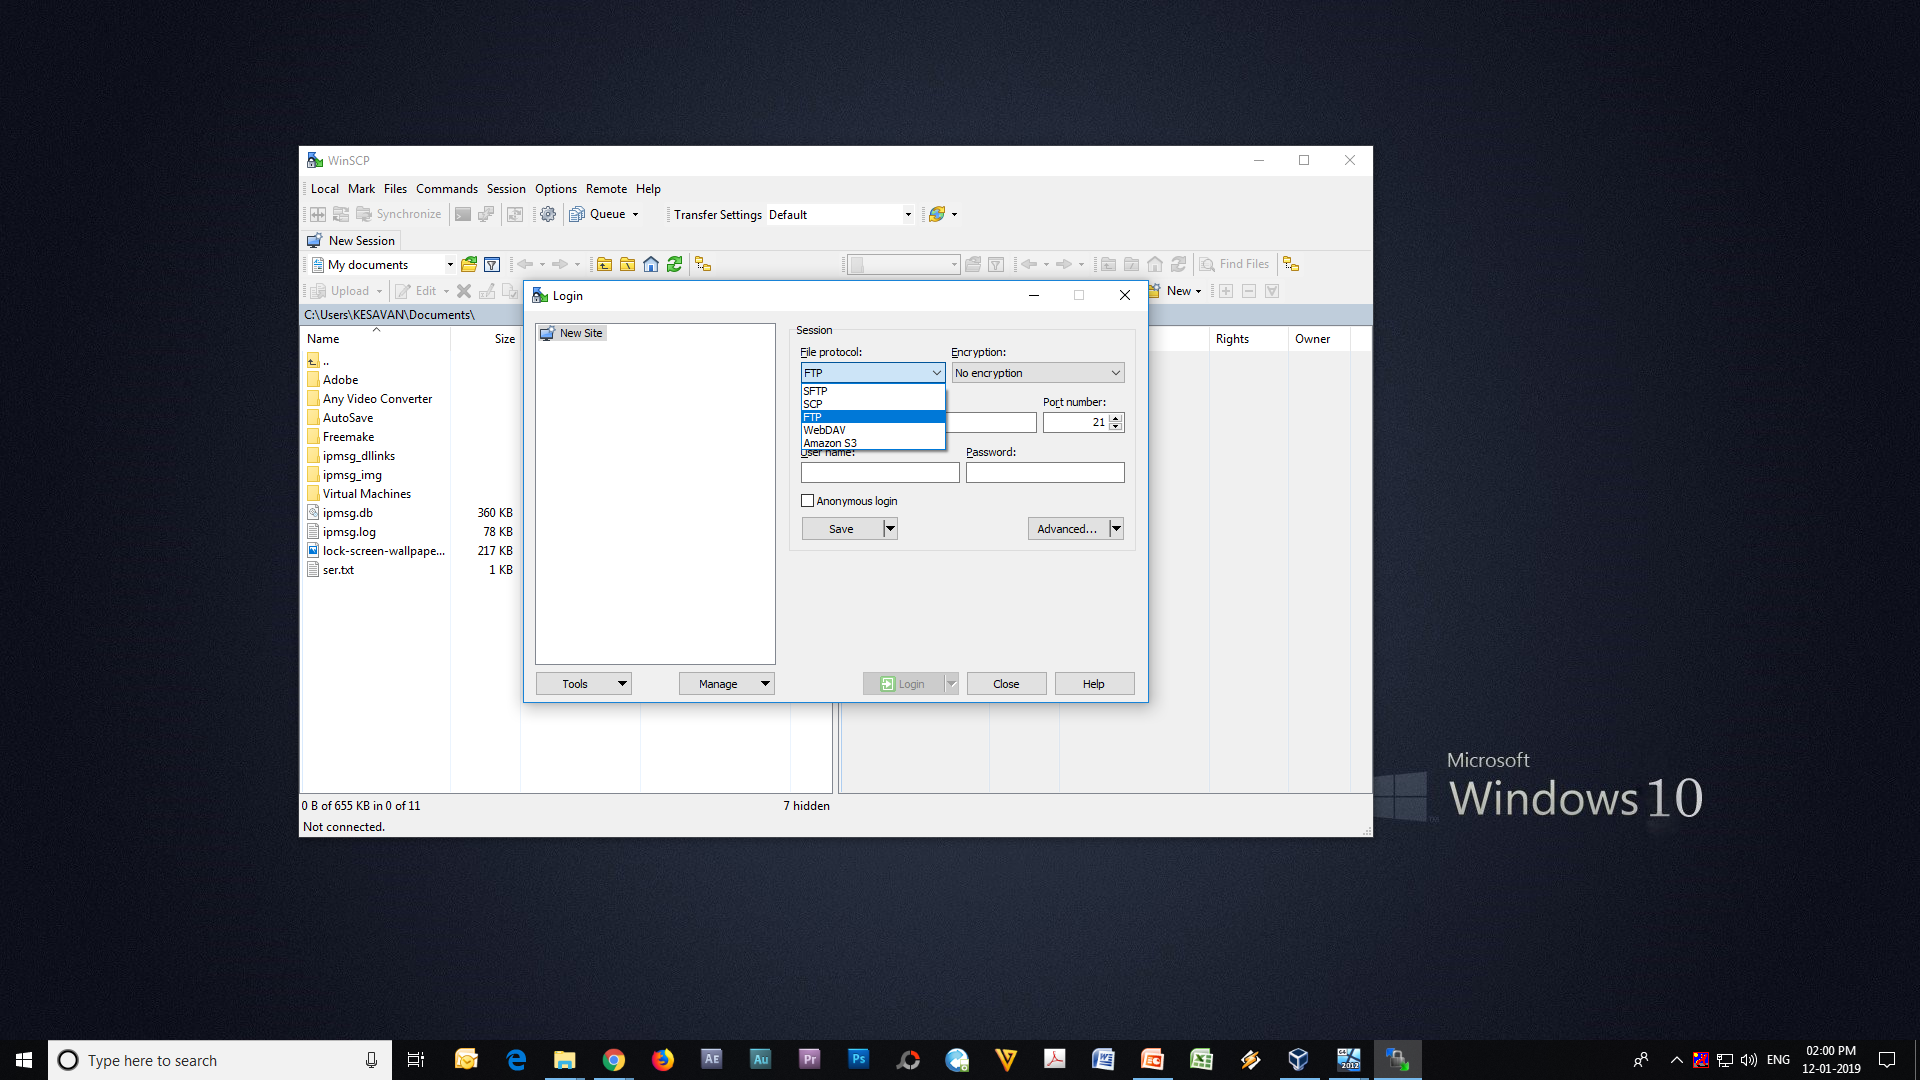 WinSCP
Local Mark Files Commands Session Options Remote Help
Synchronize Queue Transfer Settings Default
New Session
My documents Find Files
Upload Edit New
C:\Users\KESAVAN\Documents\
Name Size Rights Owner
..
Adobe
Any Video Converter
AutoSave
Freemake
ipmsg_dllinks
ipmsg_img
Virtual Machines
ipmsg.db 360 KB
ipmsg.log 78 KB
lock-screen-wallpape... 217 KB
ser.txt 1 KB
Login
New Site
Session
File protocol: Encryption:
FTP No encryption
SFTP
SCP
FTP
WebDAV
Amazon S3
Port number:
21
User name: Password:
Anonymous login
Save Advanced...
Tools Manage Login Close Help
0 B of 655 KB in 0 of 11 7 hidden
Not connected.
Microsoft
Windows 10
Type here to search
AE Au Pr Ps
2012
ENG
02:00 PM
12-01-2019